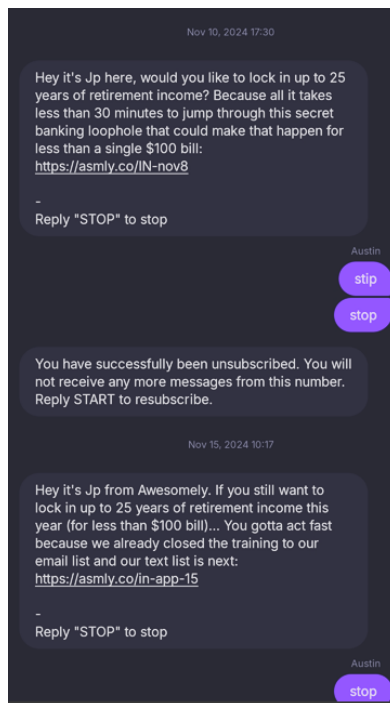 Nov 10, 2024 17:30
Hey it's Jp here, would you like to lock in up to 25
years of retirement income? Because all it takes
less than 30 minutes to jump through this secret
banking loophole that could make that happen for
less than a single $100 bill:
https://asmly.co/IN-nov8
-
Reply "STOP" to stop
Austin
stip
stop
You have successfully been unsubscribed. You will
not receive any more messages from this number.
Reply START to resubscribe.
Nov 15, 2024 10:17
Hey it's Jp from Awesomely. If you still want to
lock in up to 25 years of retirement income this
year (for less than $100 bill)... You gotta act fast
because we already closed the training to our
email list and our text list is next:
https://asmly.co/in-app-15
-
Reply "STOP" to stop
Austin
stop